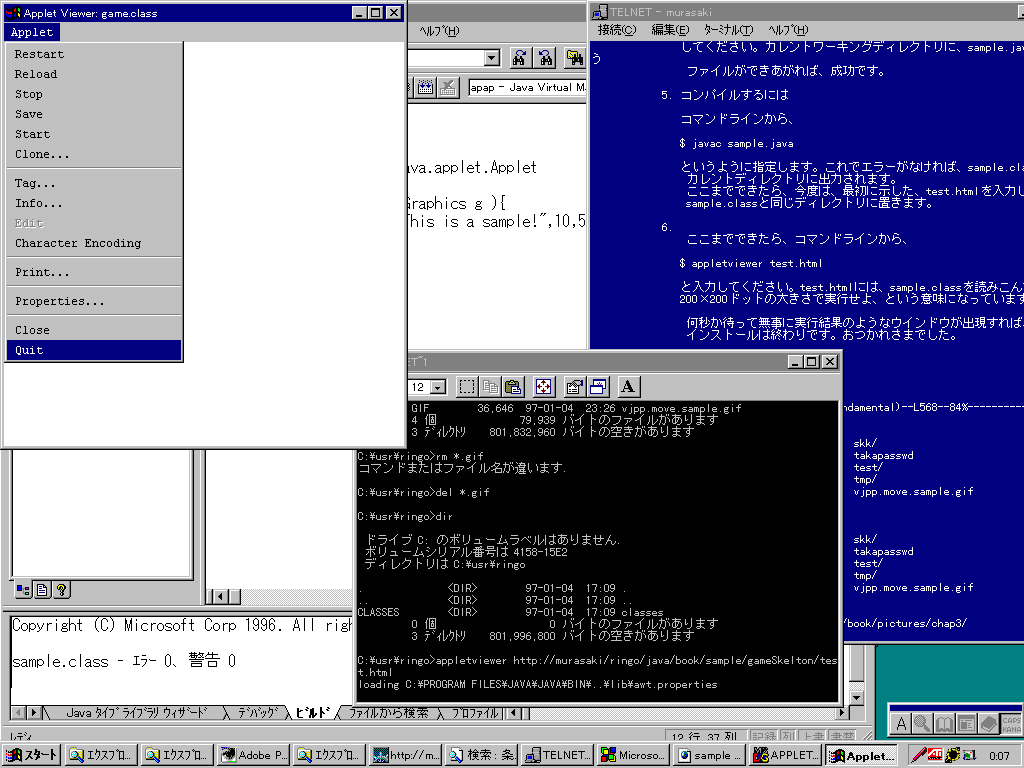 Applet Viewer: game.class
Applet
Restart
Reload
Stop
Save
Start
Clone...
Tag...
Info...
Edit
Character Encoding
Print...
Properties...
Close
Quit
ﾍﾙﾌﾟ(H)
apap - Java Virtual Ma
ava.applet.Applet
Graphics g ){
This is a sample!",10,5
TELNET - murasaki
接続(C) 編集(E) ﾀｰﾐﾅﾙ(T) ﾍﾙﾌﾟ(H)
してください。カレントワーキングディレクトリに、sample.jav
う
ファイルができあがれば、成功です。
5. コンパイルするには
コマンドラインから、
$ javac sample.java
というように指定します。これでエラーがなければ、sample.cla
カレントディレクトリに出力されます。
ここまでできたら、今度は、最初に示した、test.htmlを入力し
sample.classと同じディレクトリに置きます。
6.
ここまでできたら、コマンドラインから、
$ appletviewer test.html
と入力してください。test.htmlには、sample.classを読みこん
200×200ドットの大きさで実行せよ、という意味になっています
何秒か待って無事に実行結果のようなウインドウが出現すれば
インストールは終わりです。おつかれさまでした。
ndamental)--L568--84%----------
skk/
takapasswd
test/
tmp/
vjpp.move.sample.gif
skk/
takapasswd
test/
tmp/
vjpp.move.sample.gif
/book/pictures/chap3/
ET~1
12
A
GIF 36,646 97-01-04 23:26 vjpp.move.sample.gif
4 個 79,939 バイトのファイルがあります
3 ﾃﾞｨﾚｸﾄﾘ 801,832,960 バイトの空きがあります
C:¥usr¥ringo>rm *.gif
コマンドまたはファイル名が違います.
C:¥usr¥ringo>del *.gif
C:¥usr¥ringo>dir
ドライブ C: のボリュームラベルはありません.
ボリュームシリアル番号は 4158-15E2
ディレクトリは C:¥usr¥ringo
. <DIR> 97-01-04 17:09 .
.. <DIR> 97-01-04 17:09 ..
CLASSES <DIR> 97-01-04 17:09 classes
0 個 0 バイトのファイルがあります
3 ﾃﾞｨﾚｸﾄﾘ 801,996,800 バイトの空きがあります
C:¥usr¥ringo>appletviewer http://murasaki/ringo/java/book/sample/gameSkelton/tes
t.html
loading C:¥PROGRAM FILES¥JAVA¥JAVA¥BIN¥..¥lib¥awt.properties
Copyright (C) Microsoft Corp 1996. All righ
sample.class - ｴﾗｰ 0、警告 0
Java ﾀｲﾌﾟ ﾗｲﾌﾞﾗﾘ ｳｨｻﾞｰﾄﾞ ﾃﾞﾊﾞｯｸﾞ ﾋﾞﾙﾄﾞ ファイルから検索 ﾌﾟﾛﾌｧｲﾙ
ﾚﾃﾞｨ 12 行, 37 列 記録 列 上書 書禁
A CAPS KANA
スタート ｴｸｽﾌﾟﾛ... ｴｸｽﾌﾟﾛ... Adobe P... ｴｸｽﾌﾟﾛ... http://m... 検索 : 条... TELNET... Microso... sample ... APPLET... Applet... 0:07